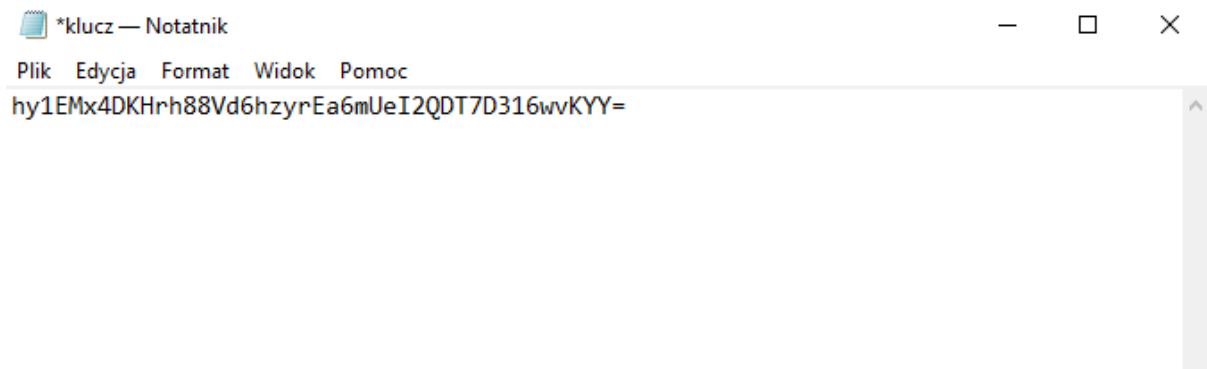 *klucz — Notatnik
Plik Edycja Format Widok Pomoc
hy1EMx4DKHrh88Vd6hzyrEa6mUeI2QDT7D316wvKYY=